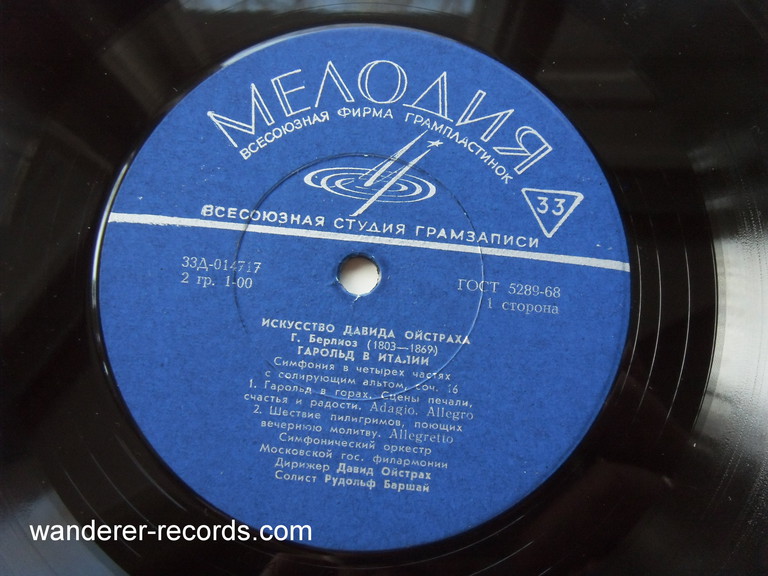 МЕЛОДИЯ
ВСЕСОЮЗНАЯ ФИРМА ГРАМПЛАСТИНОК
33
ВСЕСОЮЗНАЯ СТУДИЯ ГРАМЗАПИСИ
33Д-014717
2 гр. 1-00
ГОСТ 5289-68
1 сторона
ИСКУССТВО ДАВИДА ОЙСТРАХА
Г. Берлиоз (1803—1869)
ГАРОЛЬД В ИТАЛИИ
Симфония в четырех частях
с солирующим альтом, соч. 16
1. Гарольд в горах. Сцены печали,
счастья и радости. Adagio. Allegro
2. Шествие пилигримов, поющих
вечернюю молитву. Allegretto
Симфонический оркестр
Московской гос. филармонии
Дирижер Давид Ойстрах
Солист Рудольф Баршай
wanderer-records.com